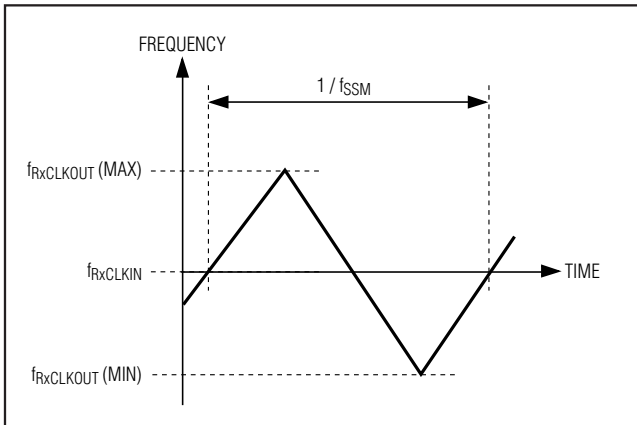 FREQUENCY
1 / fSSM
fRxCLKOUT (MAX)
fRxCLKIN
TIME
fRxCLKOUT (MIN)